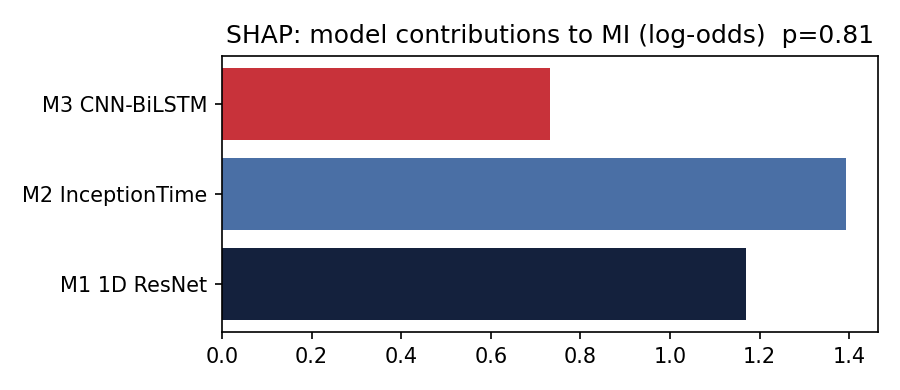 SHAP: model contributions to MI (log-odds)  p=0.81
M3 CNN-BiLSTM
M2 InceptionTime
M1 1D ResNet
0.0 0.2 0.4 0.6 0.8 1.0 1.2 1.4